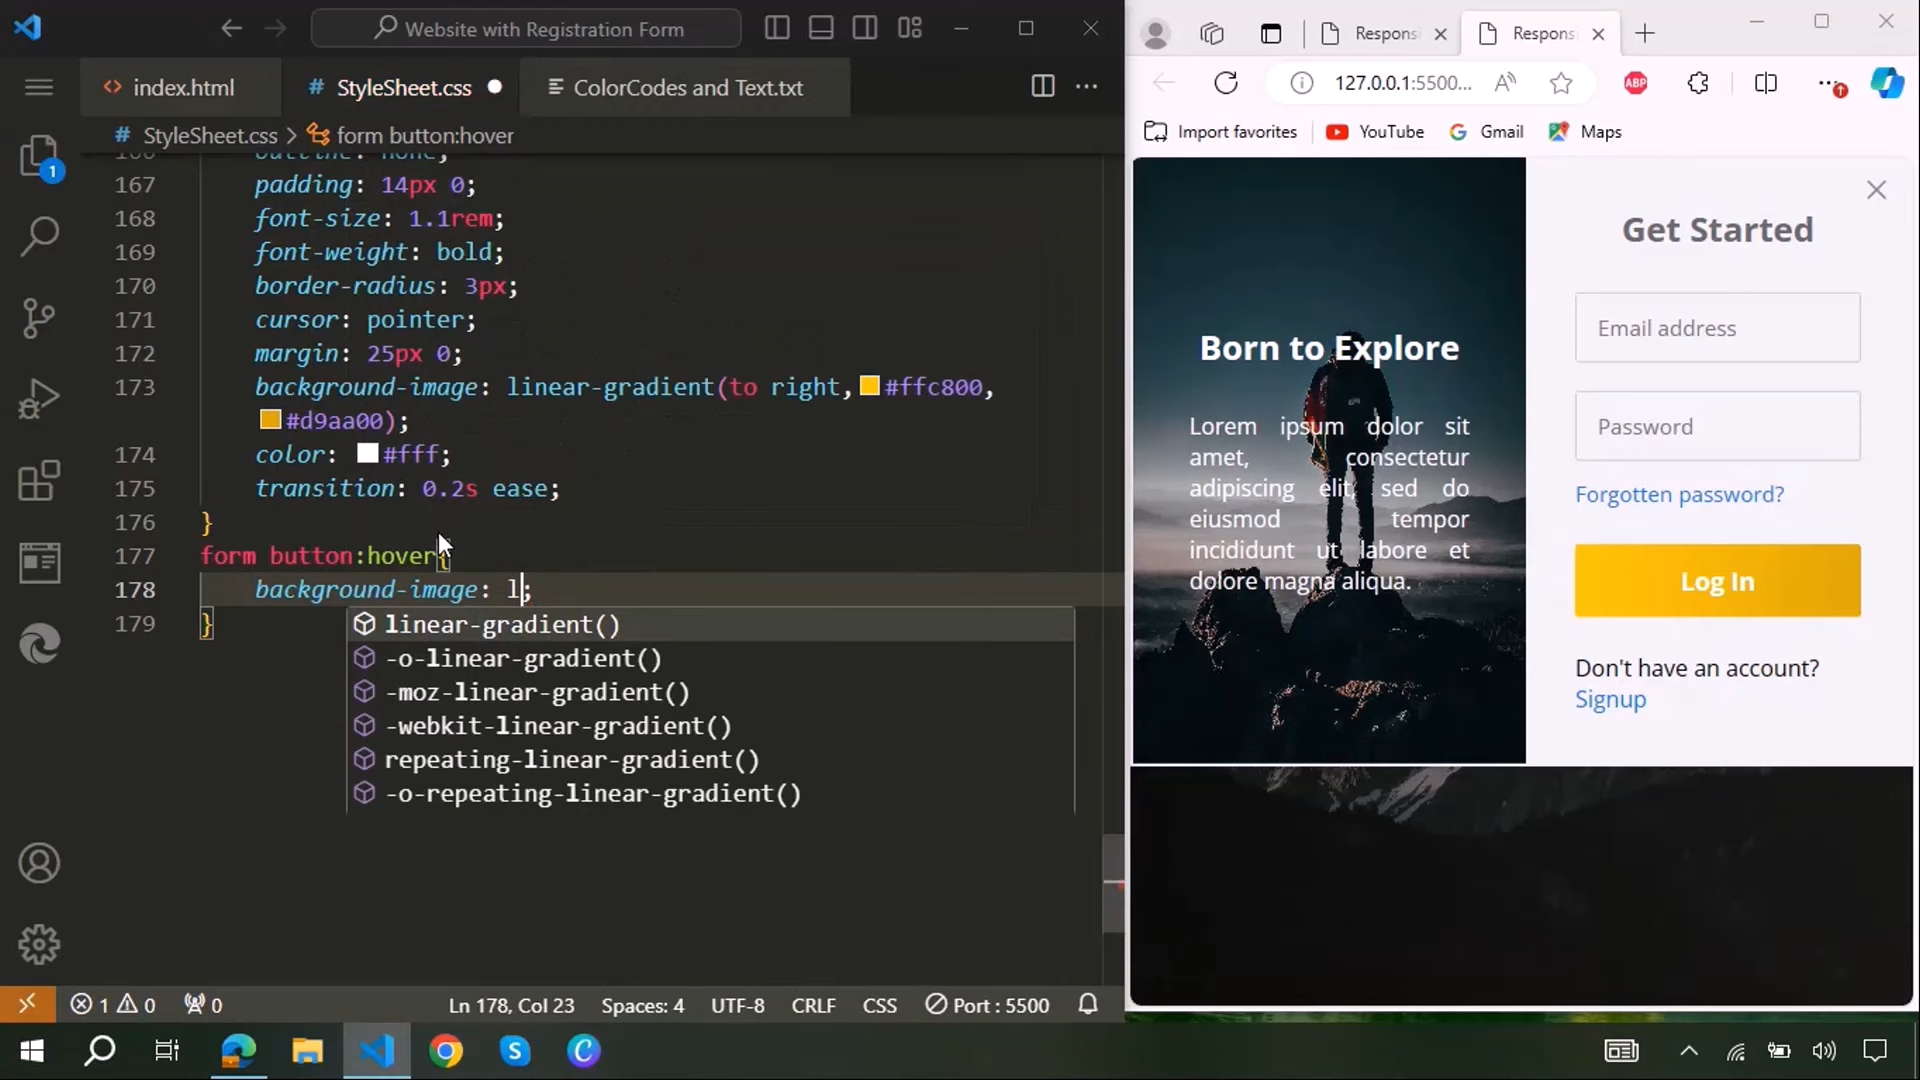 Website with Registration Form
index.html
# StyleSheet.css
ColorCodes and Text.txt
# StyleSheet.css > form button:hover
outline: none;
167 padding: 14px 0;
168 font-size: 1.1rem;
169 font-weight: bold;
170 border-radius: 3px;
171 cursor: pointer;
172 margin: 25px 0;
173 background-image: linear-gradient(to right, #ffc800,
#d9aa00);
174 color: #fff;
175 transition: 0.2s ease;
176 }
177 form button:hover{
178 background-image: l;
179 }
linear-gradient()
-o-linear-gradient()
-moz-linear-gradient()
-webkit-linear-gradient()
repeating-linear-gradient()
-o-repeating-linear-gradient()
1
1 0
0
Ln 178, Col 23
Spaces: 4
UTF-8
CRLF
CSS
Port : 5500
Respons
Respons
127.0.0.1:5500...
A
ABP
Import favorites
YouTube
G Gmail
Maps
Born to Explore
Lorem ipsum dolor sit
amet, consectetur
adipiscing elit, sed do
eiusmod tempor
incididunt ut labore et
dolore magna aliqua.
Get Started
Email address
Password
Forgotten password?
Log In
Don't have an account?
Signup